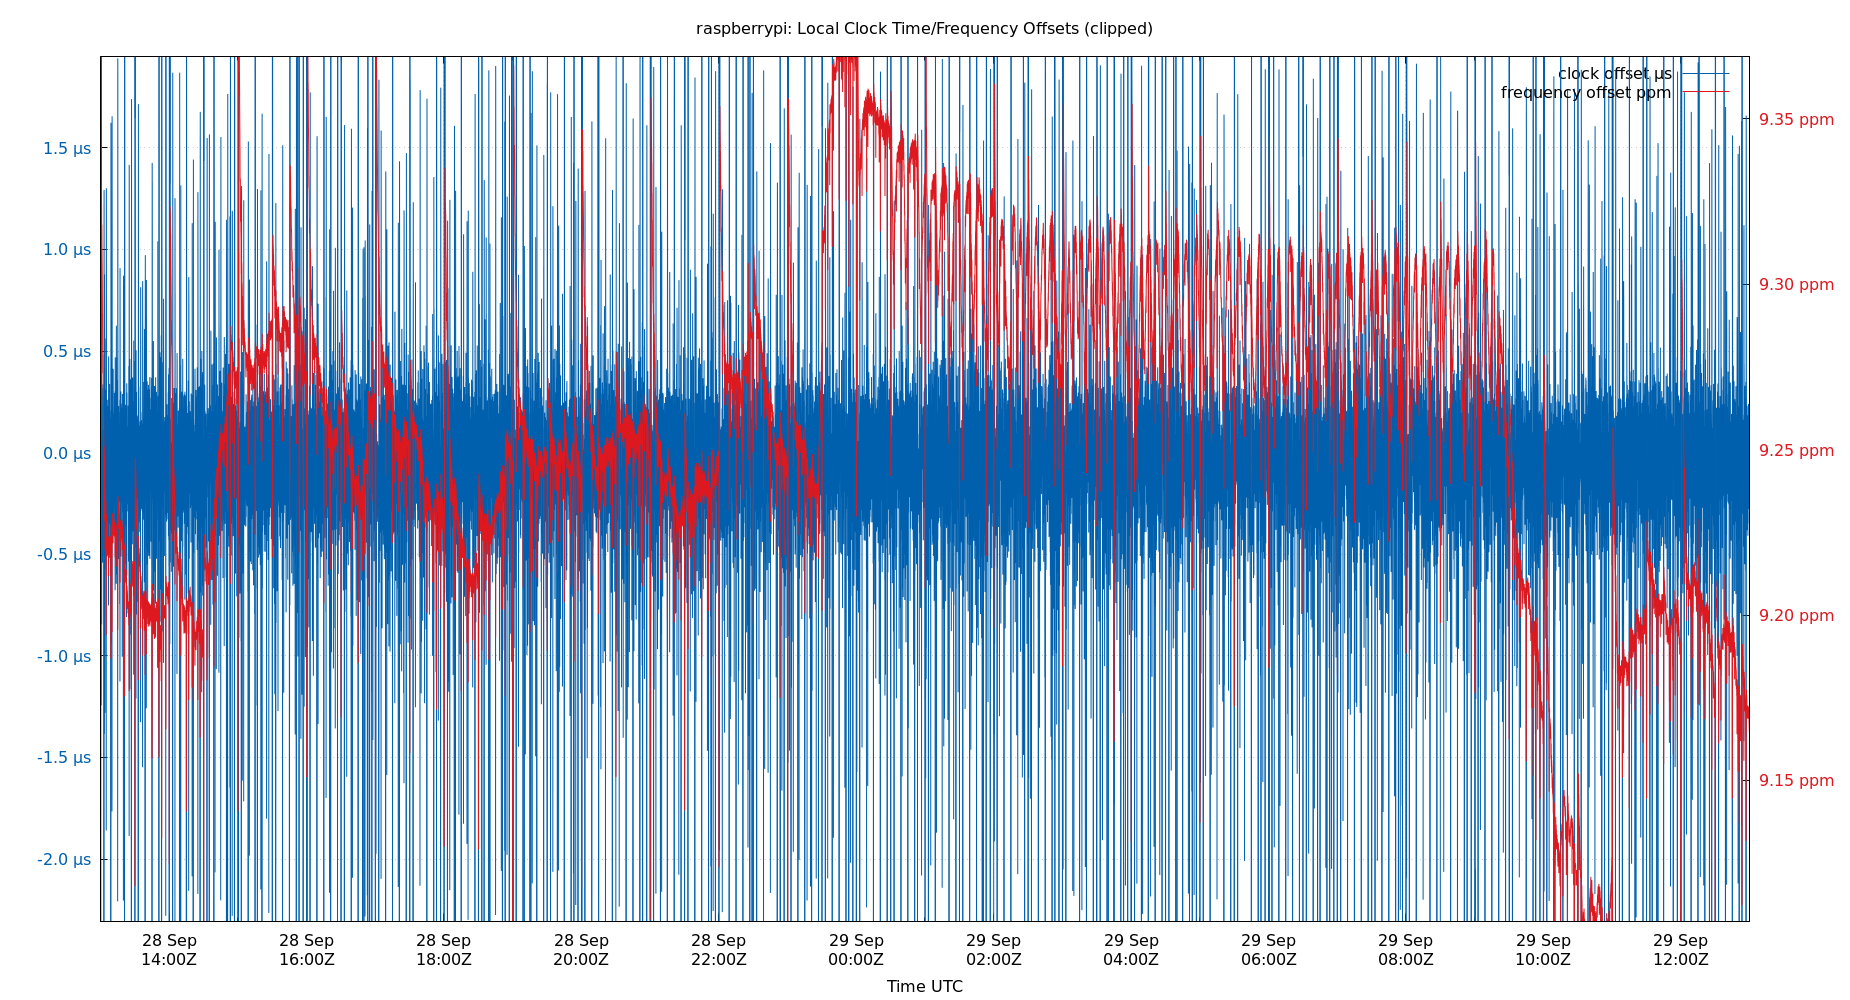 raspberrypi: Local Clock Time/Frequency Offsets (clipped)
clock offset µs
frequency offset ppm
1.5 µs
1.0 µs
0.5 µs
0.0 µs
-0.5 µs
-1.0 µs
-1.5 µs
-2.0 µs
9.35 ppm
9.30 ppm
9.25 ppm
9.20 ppm
9.15 ppm
28 Sep 28 Sep 28 Sep 28 Sep 28 Sep 29 Sep 29 Sep 29 Sep 29 Sep 29 Sep 29 Sep 29 Sep
14:00Z 16:00Z 18:00Z 20:00Z 22:00Z 00:00Z 02:00Z 04:00Z 06:00Z 08:00Z 10:00Z 12:00Z
Time UTC